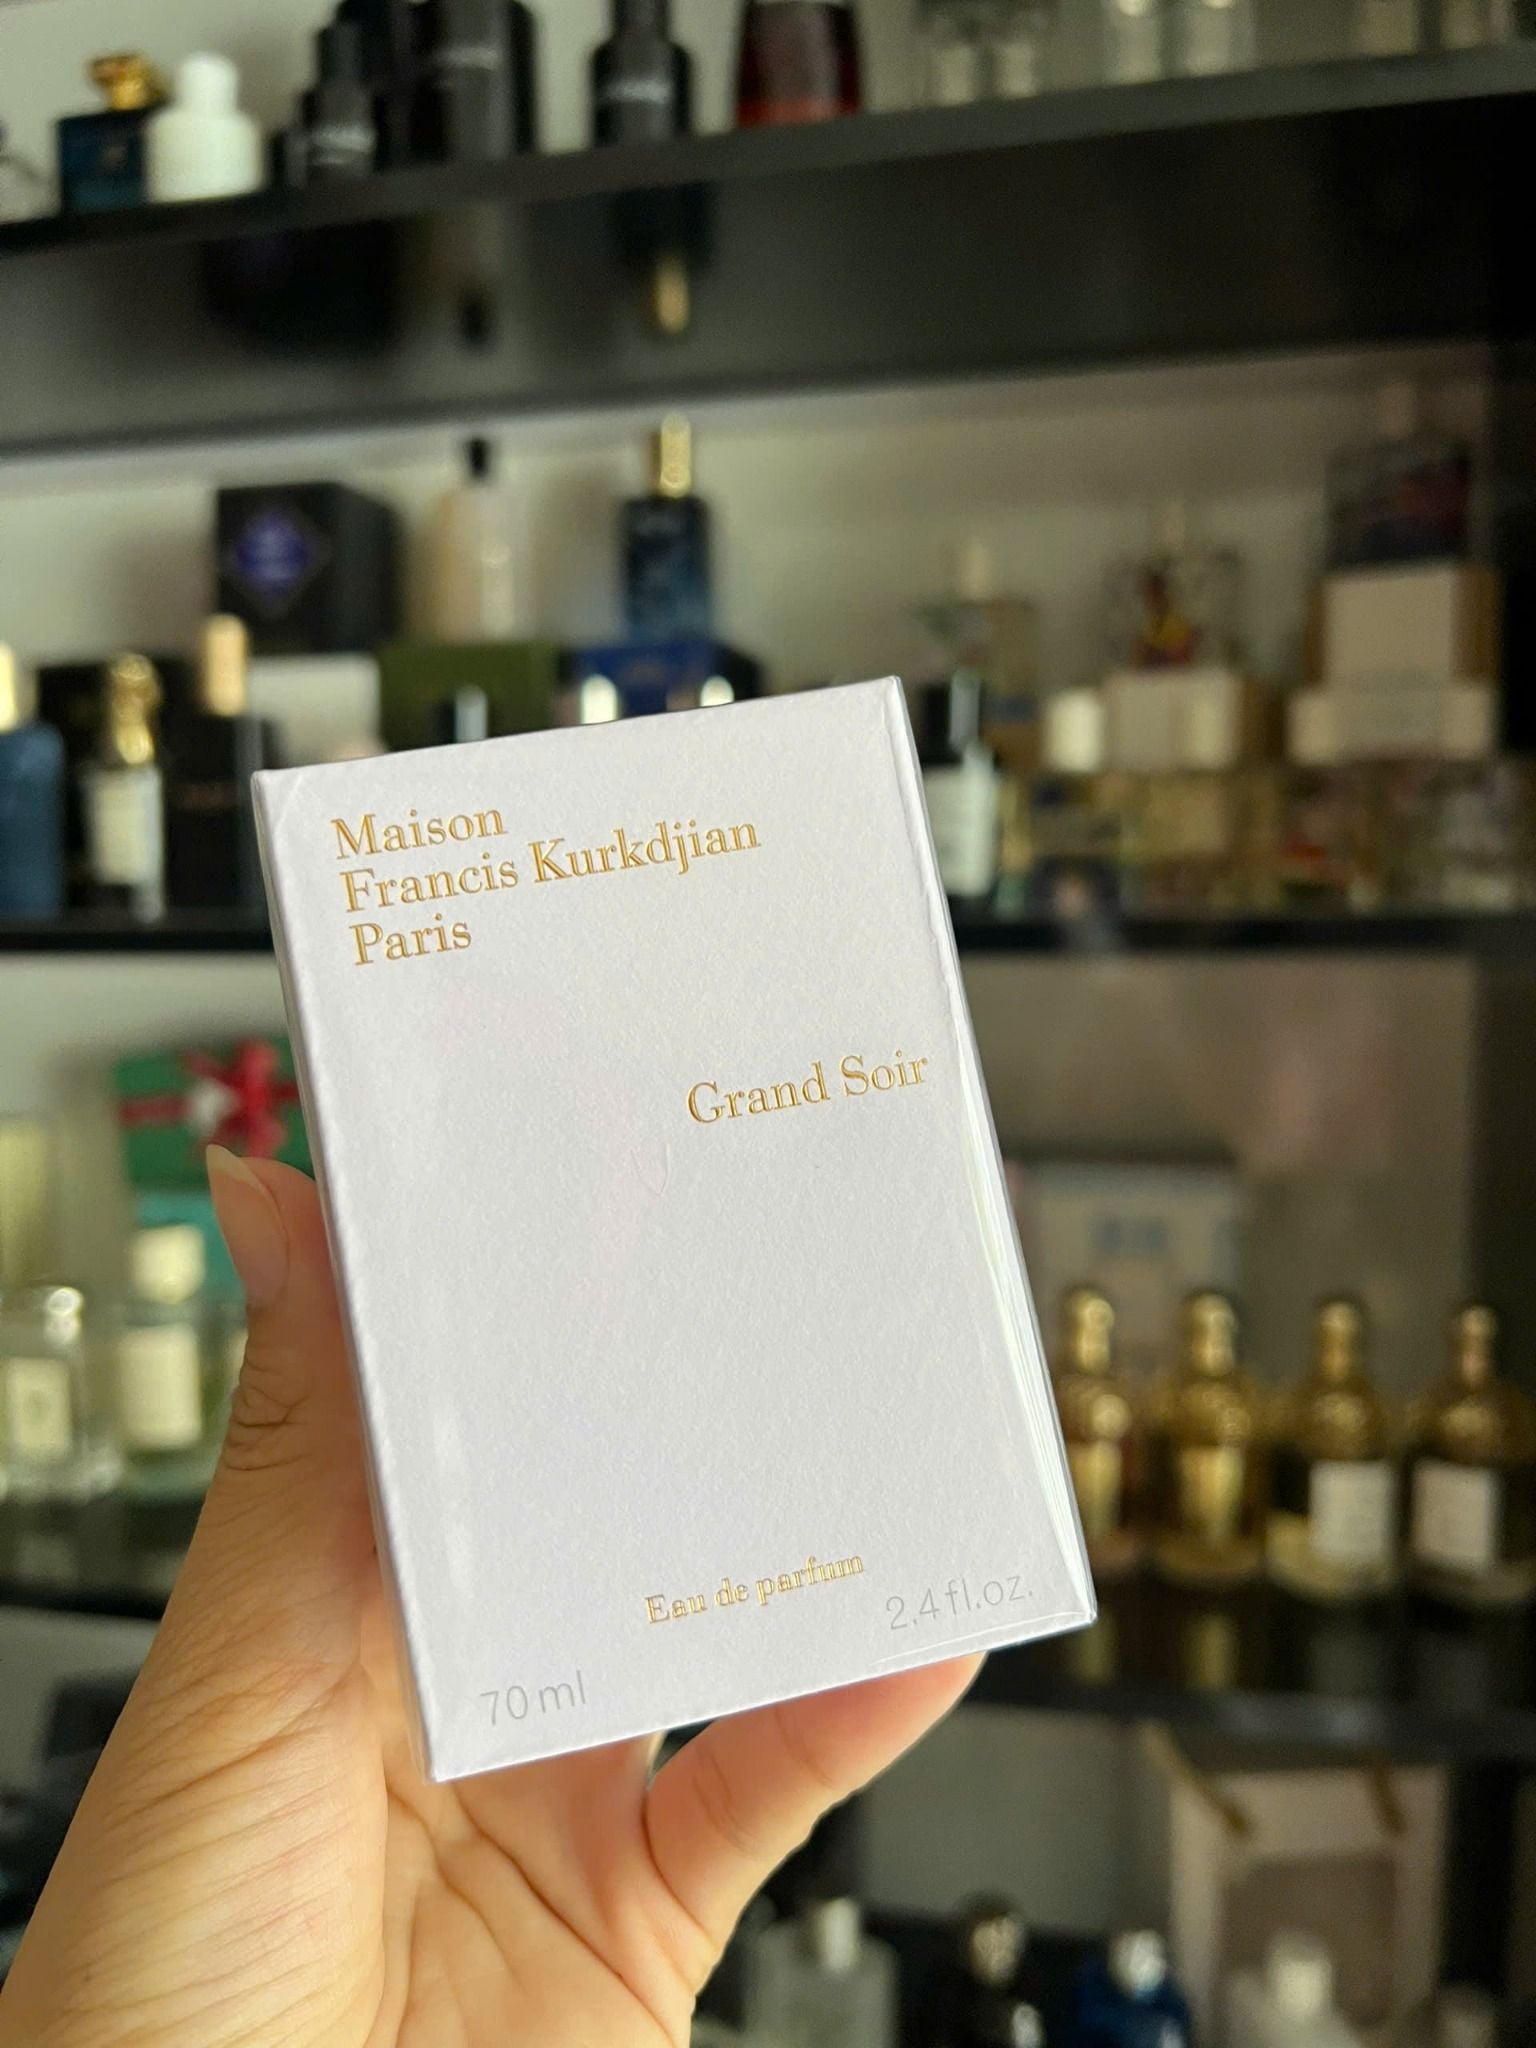 Maison
Francis Kurkdjian
Paris
Grand Soir
Eau de parfum
2.4 fl.oz.
70 ml